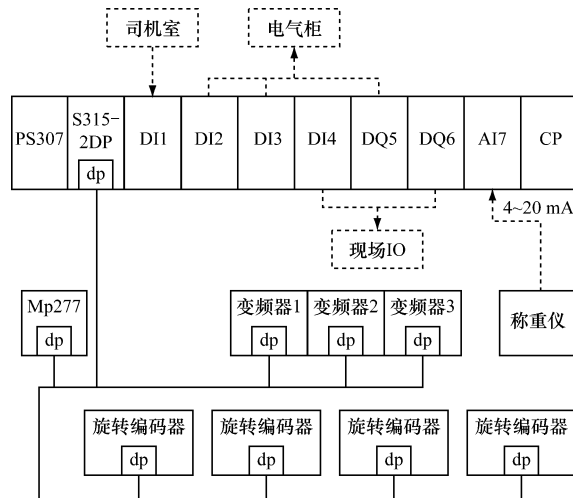 司机室
电气柜
PS307
S315-
2DP
dp
DI1
DI2
DI3
DI4
DQ5
DQ6
AI7
CP
4~20 mA
现场IO
Mp277
dp
变频器1
dp
变频器2
dp
变频器3
dp
称重仪
旋转编码器
dp
旋转编码器
dp
旋转编码器
dp
旋转编码器
dp